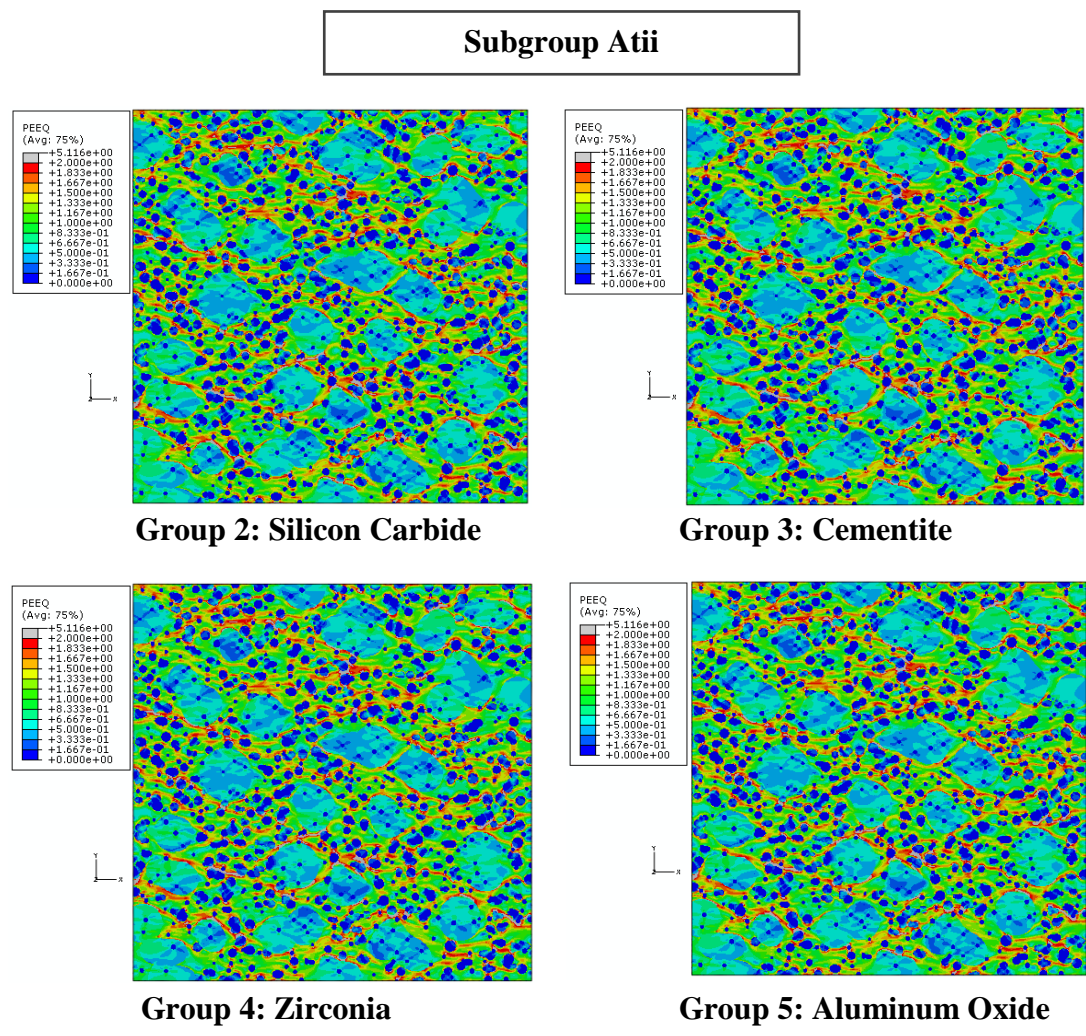 Subgroup Atii
PEEQ
(Avg: 75%)
+5.116e+00
+2.000e+00
+1.833e+00
+1.667e+00
+1.500e+00
+1.333e+00
+1.167e+00
+1.000e+00
+8.333e-01
+6.667e-01
+5.000e-01
+3.333e-01
+1.667e-01
+0.000e+00
Y
Z X
Group 2: Silicon Carbide
PEEQ
(Avg: 75%)
+5.116e+00
+2.000e+00
+1.833e+00
+1.667e+00
+1.500e+00
+1.333e+00
+1.167e+00
+1.000e+00
+8.333e-01
+6.667e-01
+5.000e-01
+3.333e-01
+1.667e-01
+0.000e+00
Y
Z X
Group 3: Cementite
PEEQ
(Avg: 75%)
+5.116e+00
+2.000e+00
+1.833e+00
+1.667e+00
+1.500e+00
+1.333e+00
+1.167e+00
+1.000e+00
+8.333e-01
+6.667e-01
+5.000e-01
+3.333e-01
+1.667e-01
+0.000e+00
Y
Z X
Group 4: Zirconia
PEEQ
(Avg: 75%)
+5.116e+00
+2.000e+00
+1.833e+00
+1.667e+00
+1.500e+00
+1.333e+00
+1.167e+00
+1.000e+00
+8.333e-01
+6.667e-01
+5.000e-01
+3.333e-01
+1.667e-01
+0.000e+00
Y
Z X
Group 5: Aluminum Oxide